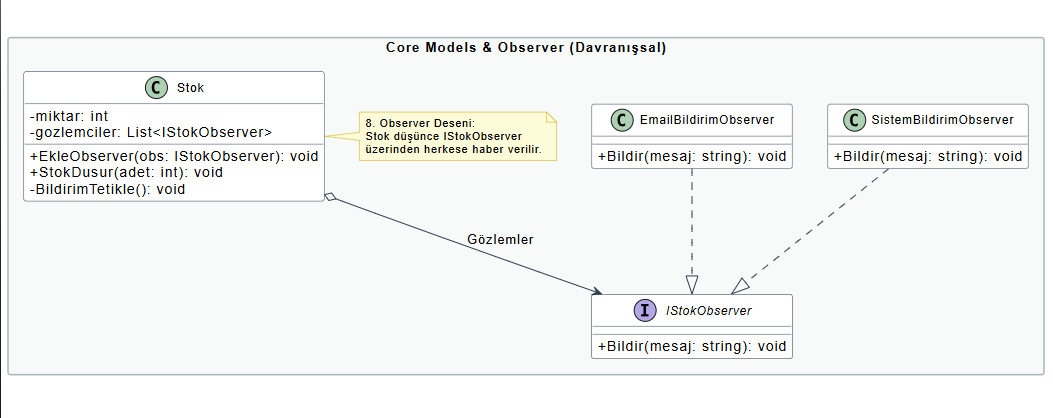 Core Models & Observer (Davranışsal)
C Stok
-miktar: int
-gozlemciler: List<IStokObserver>
+EkleObserver(obs: IStokObserver): void
+StokDusur(adet: int): void
-BildirimTetikle(): void
8. Observer Deseni:
Stok düşünce IStokObserver
üzerinden herkese haber verilir.
C EmailBildirimObserver
+Bildir(mesaj: string): void
C SistemBildirimObserver
+Bildir(mesaj: string): void
Gözlemler
I IStokObserver
+Bildir(mesaj: string): void